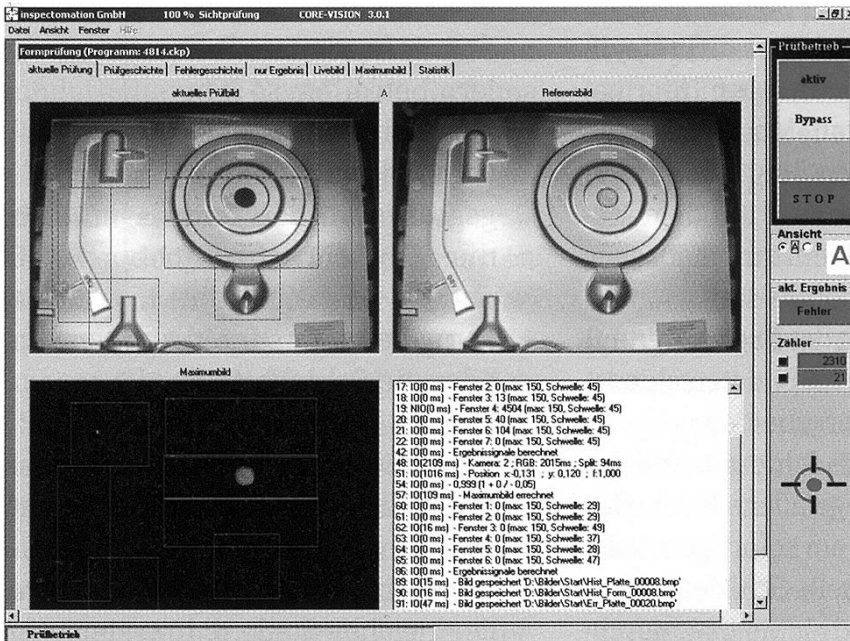 inspectomation GmbH 100 % Sichtprüfung CORE-VISION 3.0.1
Datei Ansicht Fenster Hilfe
Formprüfung (Programm: 4814.ckp)
aktuelle Prüfung Prüfgeschichte Fehlergeschichte nur Ergebnis Livebild Maximumbild Statistik
aktuelles Prüfbild A Referenzbild
Maximumbild
17: IO(0 ms) - Fenster 2: 0 (max: 150, Schwelle: 45)
18: IO(0 ms) - Fenster 3: 13 (max: 150, Schwelle: 45)
19: NIO(0 ms) - Fenster 4: 4504 (max: 150, Schwelle: 45)
20: IO(0 ms) - Fenster 5: 40 (max: 150, Schwelle: 45)
21: IO(0 ms) - Fenster 6: 104 (max: 150, Schwelle: 45)
22: IO(0 ms) - Fenster 7: 0 (max: 150, Schwelle: 45)
42: IO(0 ms) - Ergebnissignale berechnet
48: IO(2109 ms) - Kamera: 2 ; RGB: 2015ms ; Split: 94ms
51: IO(1016 ms) - Position x:-0,131 ; y: 0,120 ; f:1,000
54: IO(0 ms) - 0,999 (1 + 0 / - 0,05)
57: IO(109 ms) - Maximumbild errechnet
60: IO(0 ms) - Fenster 1: 0 (max: 150, Schwelle: 29)
61: IO(0 ms) - Fenster 2: 0 (max: 150, Schwelle: 29)
62: IO(16 ms) - Fenster 3: 0 (max: 150, Schwelle: 49)
63: IO(0 ms) - Fenster 4: 0 (max: 150, Schwelle: 37)
64: IO(0 ms) - Fenster 5: 0 (max: 150, Schwelle: 28)
65: IO(0 ms) - Fenster 6: 0 (max: 150, Schwelle: 47)
86: IO(0 ms) - Ergebnissignale berechnet
89: IO(15 ms) - Bild gespeichert 'D:\Bilder\Start\Hist_Platte_00008.bmp'
90: IO(16 ms) - Bild gespeichert 'D:\Bilder\Start\Hist_Form_00008.bmp'
91: IO(47 ms) - Bild gespeichert 'D:\Bilder\Start\Err_Platte_00020.bmp'
Prüfbetrieb
aktiv
Bypass
STOP
Ansicht
A B A
akt. Ergebnis
Fehler
Zähler
2310
21
Prüfbetrieb